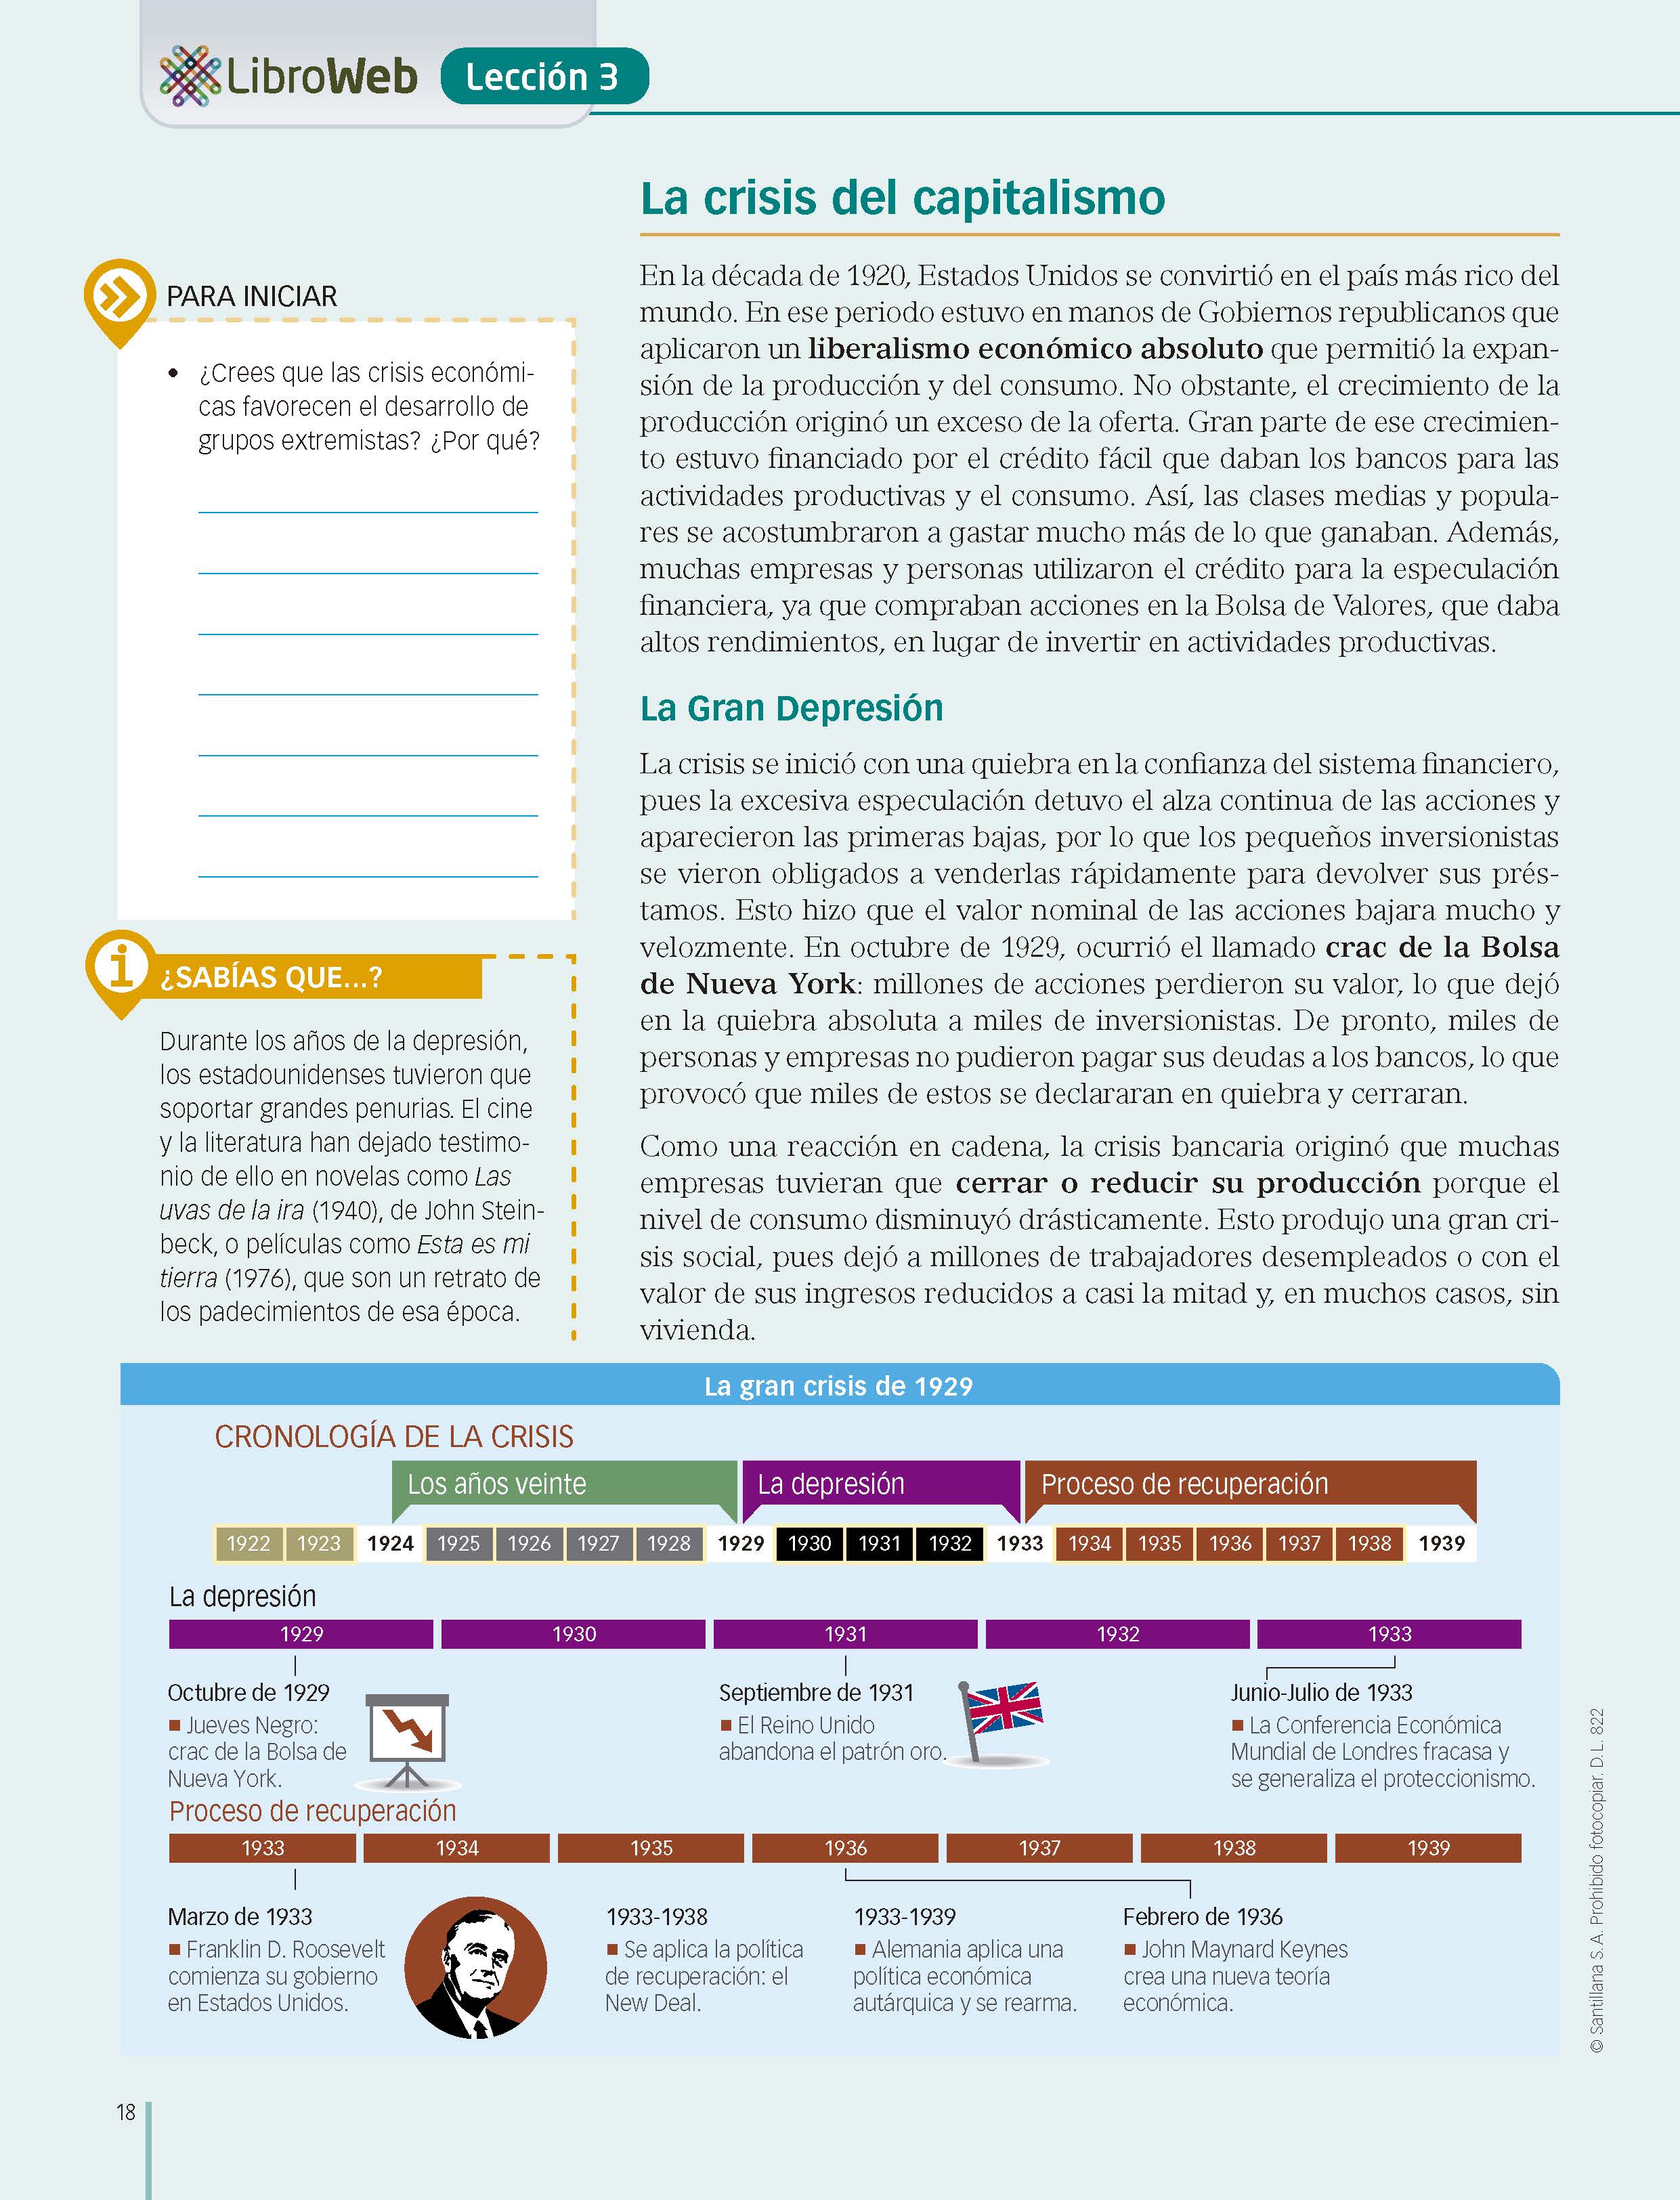 LibroWeb Lección 3
La crisis del capitalismo
En la década de 1920, Estados Unidos se convirtió en el país más rico del
mundo. En ese periodo estuvo en manos de Gobiernos republicanos que
aplicaron un liberalismo económico absoluto que permitió la expan-
sión de la producción y del consumo. No obstante, el crecimiento de la
producción originó un exceso de la oferta. Gran parte de ese crecimien-
to estuvo financiado por el crédito fácil que daban los bancos para las
actividades productivas y el consumo. Así, las clases medias y popula-
res se acostumbraron a gastar mucho más de lo que ganaban. Además,
muchas empresas y personas utilizaron el crédito para la especulación
financiera, ya que compraban acciones en la Bolsa de Valores, que daba
altos rendimientos, en lugar de invertir en actividades productivas.
La Gran Depresión
La crisis se inició con una quiebra en la confianza del sistema financiero,
pues la excesiva especulación detuvo el alza continua de las acciones y
aparecieron las primeras bajas, por lo que los pequeños inversionistas
se vieron obligados a venderlas rápidamente para devolver sus prés-
tamos. Esto hizo que el valor nominal de las acciones bajara mucho y
velozmente. En octubre de 1929, ocurrió el llamado crac de la Bolsa
de Nueva York: millones de acciones perdieron su valor, lo que dejó
en la quiebra absoluta a miles de inversionistas. De pronto, miles de
personas y empresas no pudieron pagar sus deudas a los bancos, lo que
provocó que miles de estos se declararan en quiebra y cerraran.
Como una reacción en cadena, la crisis bancaria originó que muchas
empresas tuvieran que cerrar o reducir su producción porque el
nivel de consumo disminuyó drásticamente. Esto produjo una gran cri-
sis social, pues dejó a millones de trabajadores desempleados o con el
valor de sus ingresos reducidos a casi la mitad y, en muchos casos, sin
vivienda.
PARA INICIAR
• ¿Crees que las crisis económi-
cas favorecen el desarrollo de
grupos extremistas? ¿Por qué?
¿SABÍAS QUE...?
Durante los años de la depresión,
los estadounidenses tuvieron que
soportar grandes penurias. El cine
y la literatura han dejado testimo-
nio de ello en novelas como Las
uvas de la ira (1940), de John Stein-
beck, o películas como Esta es mi
tierra (1976), que son un retrato de
los padecimientos de esa época.
La gran crisis de 1929
CRONOLOGÍA DE LA CRISIS
Los años veinte La depresión Proceso de recuperación
1922 1923 1924 1925 1926 1927 1928 1929 1930 1931 1932 1933 1934 1935 1936 1937 1938 1939
La depresión
1929 1930 1931 1932 1933
Octubre de 1929
■ Jueves Negro:
crac de la Bolsa de
Nueva York.
Septiembre de 1931
■ El Reino Unido
abandona el patrón oro.
Junio-Julio de 1933
■ La Conferencia Económica
Mundial de Londres fracasa y
se generaliza el proteccionismo.
Proceso de recuperación
1933 1934 1935 1936 1937 1938 1939
Marzo de 1933
■ Franklin D. Roosevelt
comienza su gobierno
en Estados Unidos.
1933-1938
■ Se aplica la política
de recuperación: el
New Deal.
1933-1939
■ Alemania aplica una
política económica
autárquica y se rearma.
Febrero de 1936
■ John Maynard Keynes
crea una nueva teoría
económica.
© Santillana S.A. Prohibido fotocopiar. D. L. 822
18